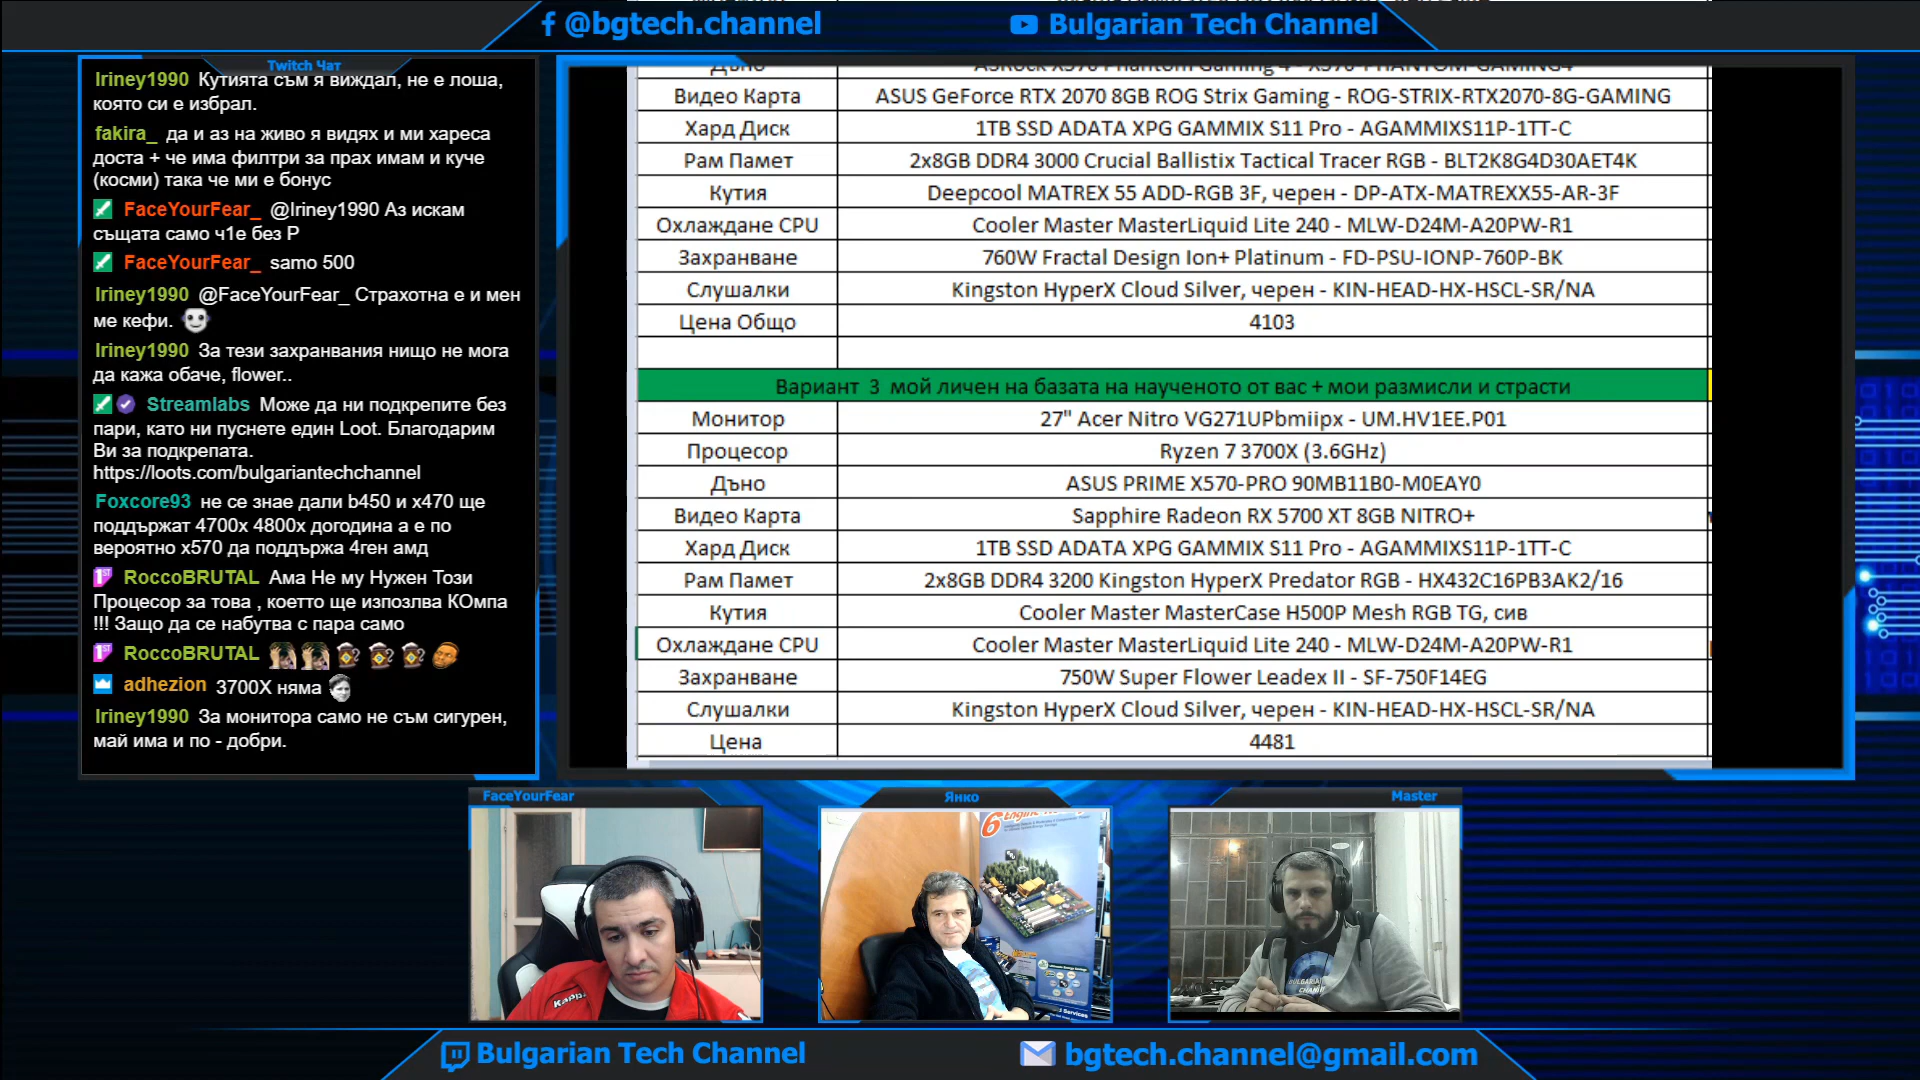 @bgtech.channel
Bulgarian Tech Channel
Twitch Чат
Iriney1990 Кутията съм я виждал, не е лоша,
която си е избрал.
fakira_ да и аз на живо я видях и ми хареса
доста + че има филтри за прах имам и куче
(косми) така че ми е бонус
FaceYourFear_ @Iriney1990 Аз искам
същата само ч1е без P
FaceYourFear_ samo 500
Iriney1990 @FaceYourFear_ Страхотна е и мен
ме кефи.
Iriney1990 За тези захранвания нищо не мога
да кажа обаче, flower..
Streamlabs Може да ни подкрепите без
пари, като ни пуснете един Loot. Благодарим
Ви за подкрепата.
https://loots.com/bulgariantechchannel
Foxcore93 не се знае дали b450 и x470 ще
поддържат 4700x 4800x догодина а е по
вероятно x570 да поддържа 4ген амд
RoccoBRUTAL Ама Не му Нужен Този
Процесор за това , коетто ще изпозлва КОмпа
!!! Защо да се набутва с пара само
RoccoBRUTAL
adhezion 3700X няма
Iriney1990 За монитора само не съм сигурен,
май има и по - добри.
Дъно ASRock X570 Phantom Gaming 4 - X570-PHANTOM-GAMING4
Видео Карта ASUS GeForce RTX 2070 8GB ROG Strix Gaming - ROG-STRIX-RTX2070-8G-GAMING
Хард Диск 1TB SSD ADATA XPG GAMMIX S11 Pro - AGAMMIXS11P-1TT-C
Рам Памет 2x8GB DDR4 3000 Crucial Ballistix Tactical Tracer RGB - BLT2K8G4D30AET4K
Кутия Deepcool MATREX 55 ADD-RGB 3F, черен - DP-ATX-MATREXX55-AR-3F
Охлаждане CPU Cooler Master MasterLiquid Lite 240 - MLW-D24M-A20PW-R1
Захранване 760W Fractal Design Ion+ Platinum - FD-PSU-IONP-760P-BK
Слушалки Kingston HyperX Cloud Silver, черен - KIN-HEAD-HX-HSCL-SR/NA
Цена Общо 4103
Вариант 3 мой личен на базата на наученото от вас + мои размисли и страсти
Монитор 27" Acer Nitro VG271UPbmiipx - UM.HV1EE.P01
Процесор Ryzen 7 3700X (3.6GHz)
Дъно ASUS PRIME X570-PRO 90MB11B0-M0EAY0
Видео Карта Sapphire Radeon RX 5700 XT 8GB NITRO+
Хард Диск 1TB SSD ADATA XPG GAMMIX S11 Pro - AGAMMIXS11P-1TT-C
Рам Памет 2x8GB DDR4 3200 Kingston HyperX Predator RGB - HX432C16PB3AK2/16
Кутия Cooler Master MasterCase H500P Mesh RGB TG, сив
Охлаждане CPU Cooler Master MasterLiquid Lite 240 - MLW-D24M-A20PW-R1
Захранване 750W Super Flower Leadex II - SF-750F14EG
Слушалки Kingston HyperX Cloud Silver, черен - KIN-HEAD-HX-HSCL-SR/NA
Цена 4481
FaceYourFear
Янко
Master
Kappa
Bulgarian Tech Channel
bgtech.channel@gmail.com